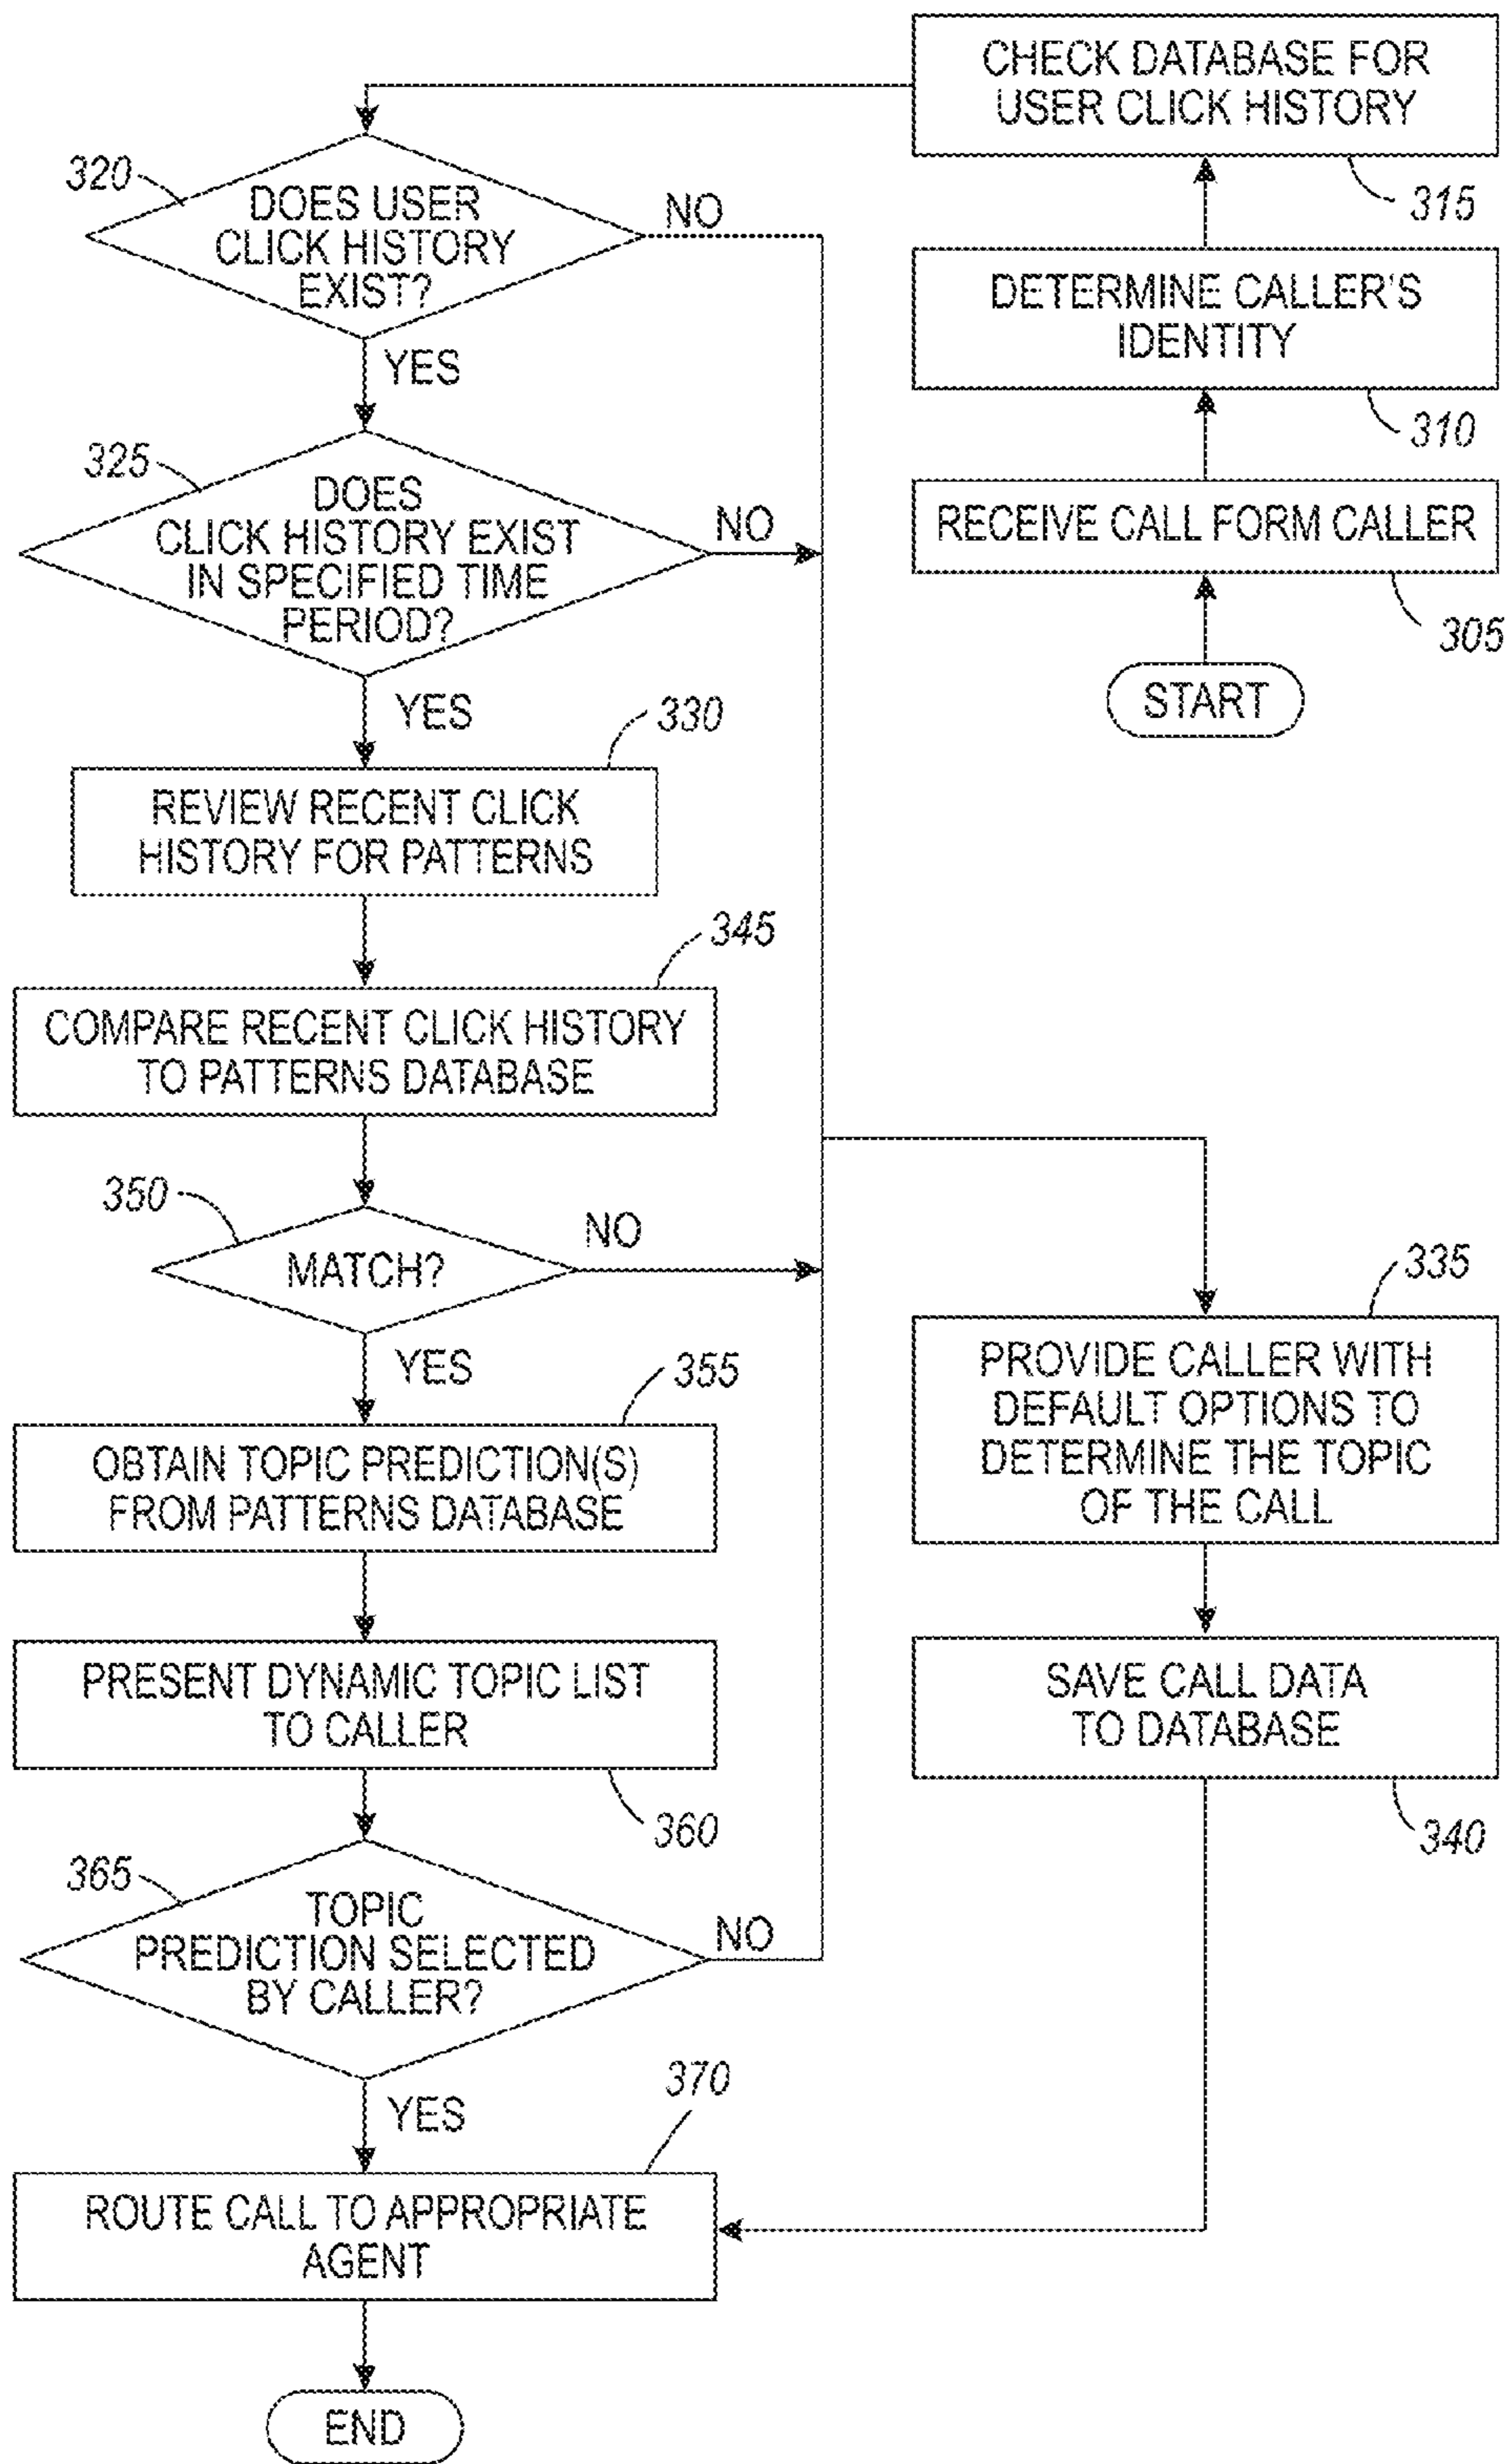 START
RECEIVE CALL FORM CALLER
305
DETERMINE CALLER'S
IDENTITY
310
CHECK DATABASE FOR
USER CLICK HISTORY
315
320
DOES USER
CLICK HISTORY
EXIST?
NO
YES
325
DOES
CLICK HISTORY EXIST
IN SPECIFIED TIME
PERIOD?
NO
YES
330
REVIEW RECENT CLICK
HISTORY FOR PATTERNS
345
COMPARE RECENT CLICK HISTORY
TO PATTERNS DATABASE
350
MATCH?
NO
YES
335
PROVIDE CALLER WITH
DEFAULT OPTIONS TO
DETERMINE THE TOPIC
OF THE CALL
SAVE CALL DATA
TO DATABASE
340
355
OBTAIN TOPIC PREDICTION(S)
FROM PATTERNS DATABASE
PRESENT DYNAMIC TOPIC LIST
TO CALLER
360
365
TOPIC
PREDICTION SELECTED
BY CALLER?
NO
YES
370
ROUTE CALL TO APPROPRIATE
AGENT
END